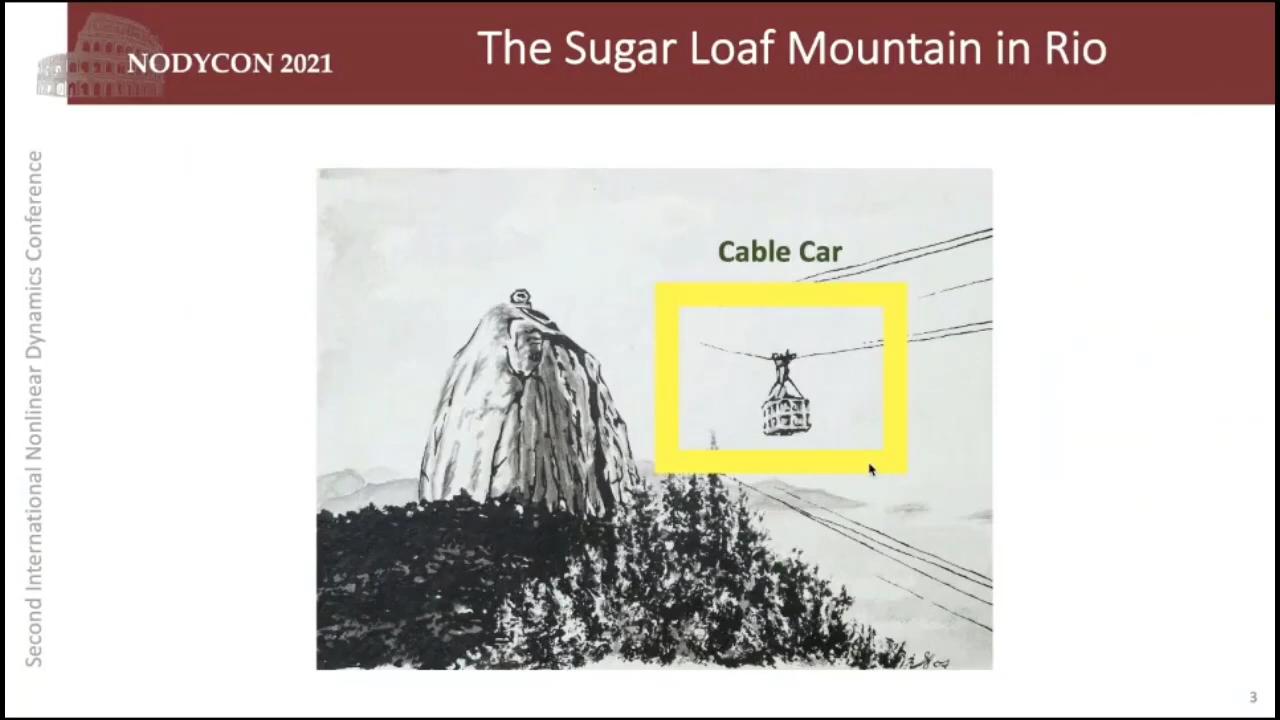 NODYCON 2021
The Sugar Loaf Mountain in Rio
Second International Nonlinear Dynamics Conference
Cable Car
3